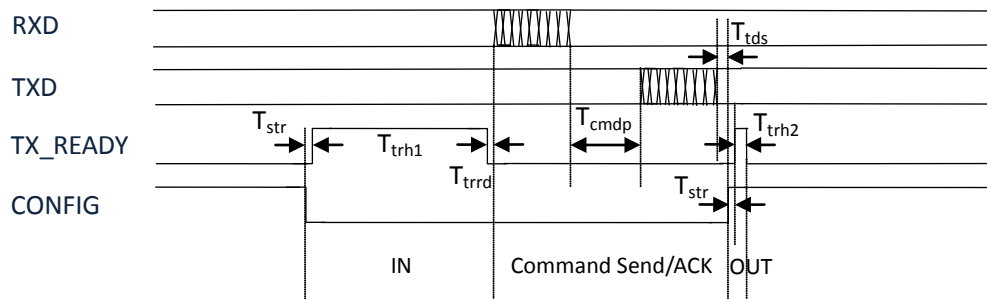 RXD
T_tds
TXD
T_str
T_cmdp
T_trh2
TX_READY
T_trh1
T_trrd
T_str
CONFIG
IN
Command Send/ACK
OUT